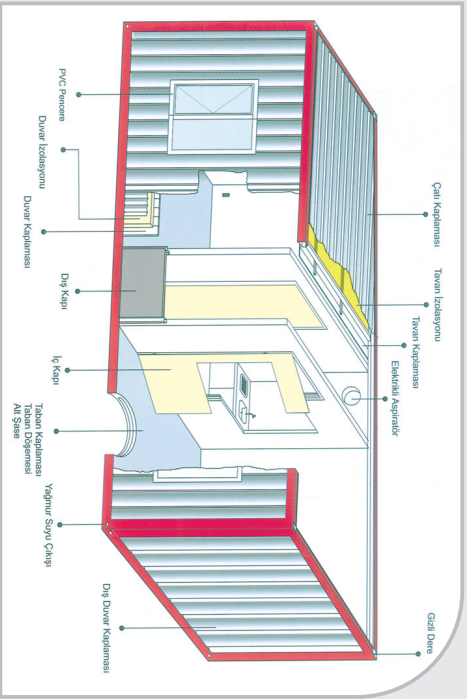 Çatı Kaplaması
Tavan İzolasyonu
Tavan Kaplaması
Elektrikli Aspiratör
Gizli Dere
PVC Pencere
Duvar İzolasyonu
Duvar Kaplaması
Dış Kapı
İç Kapı
Taban Kaplaması
Taban Döşemesi
Alt Şase
Yağmur Suyu Çıkışı
Dış Duvar Kaplaması